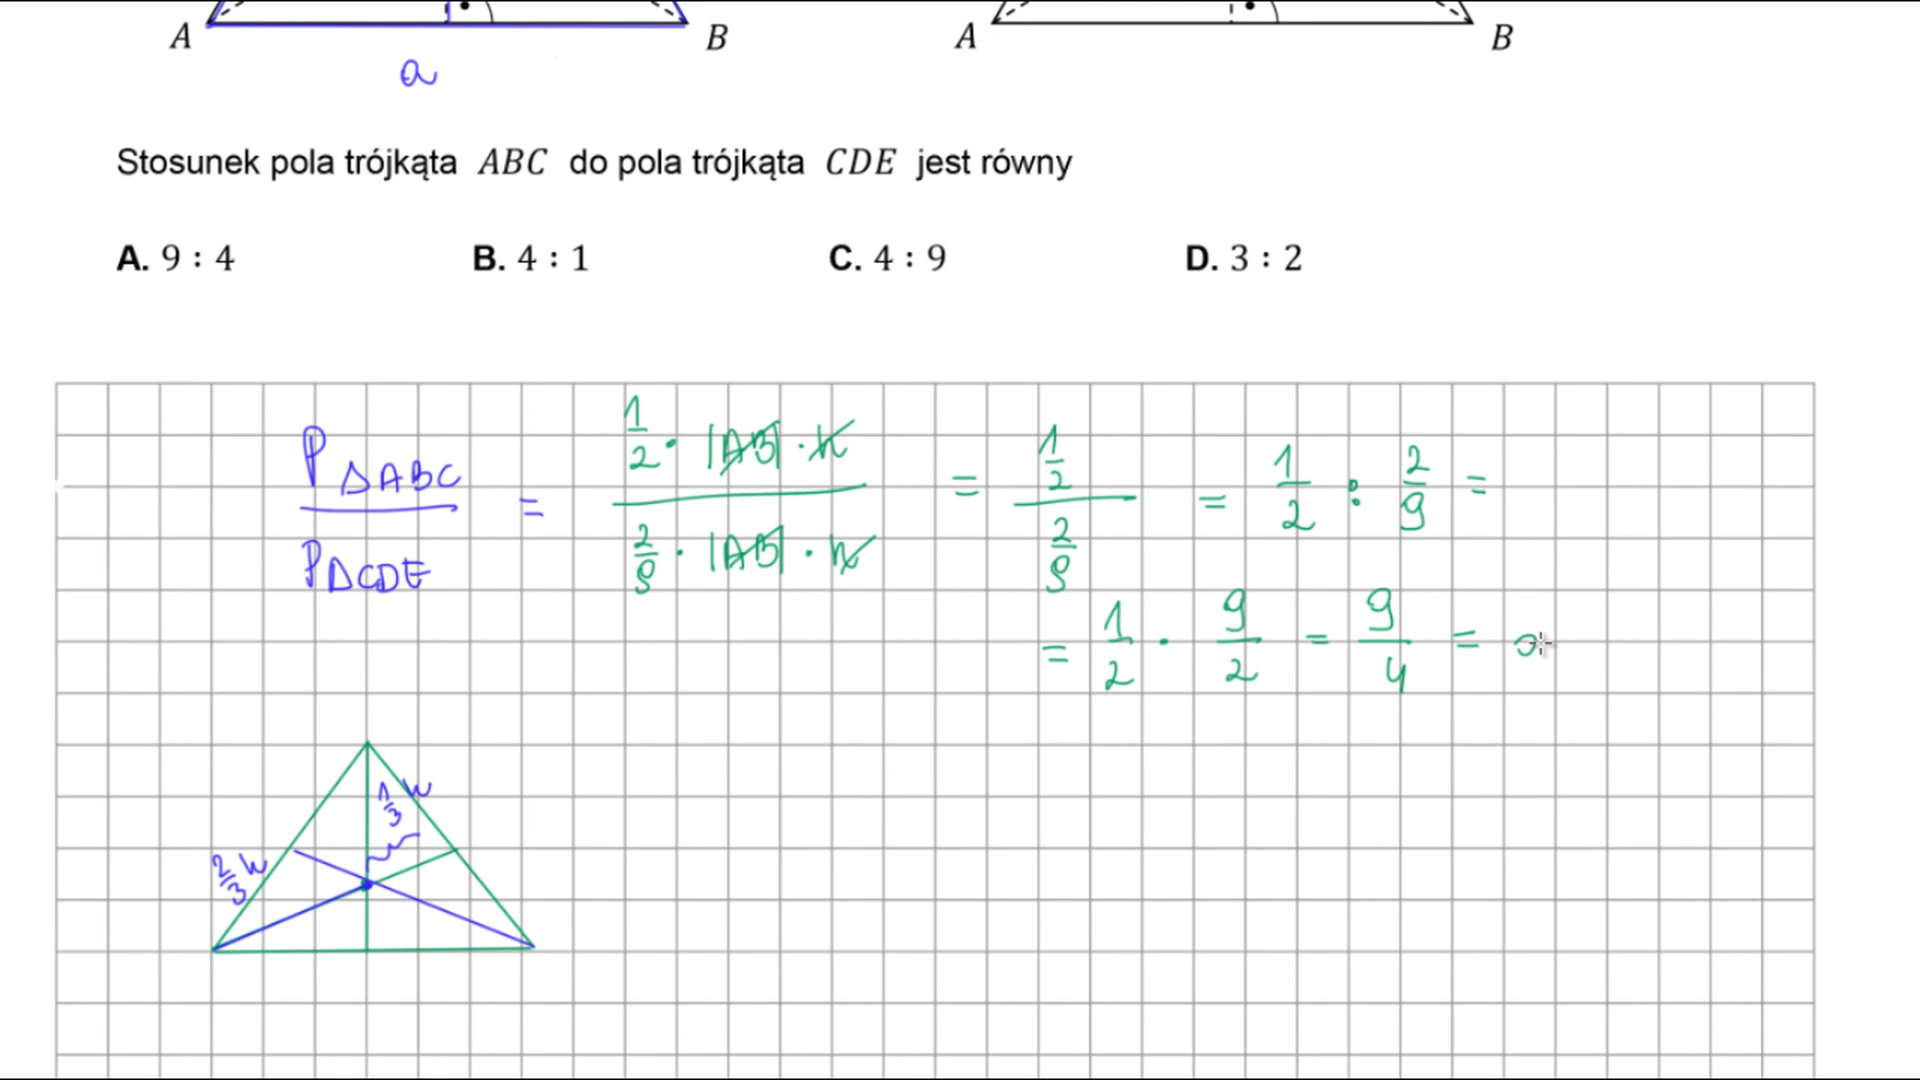 A B A B
a
Stosunek pola trójkąta ABC do pola trójkąta CDE jest równy
A. 9 : 4 B. 4 : 1 C. 4 : 9 D. 3 : 2
P△ABC / P△CDE = (1/2 · |AB| · h) / (2/9 · |AB| · h) = (1/2) / (2/9) = 1/2 : 2/9 =
= 1/2 · 9/2 = 9/4 =
1/3 h
2/3 h